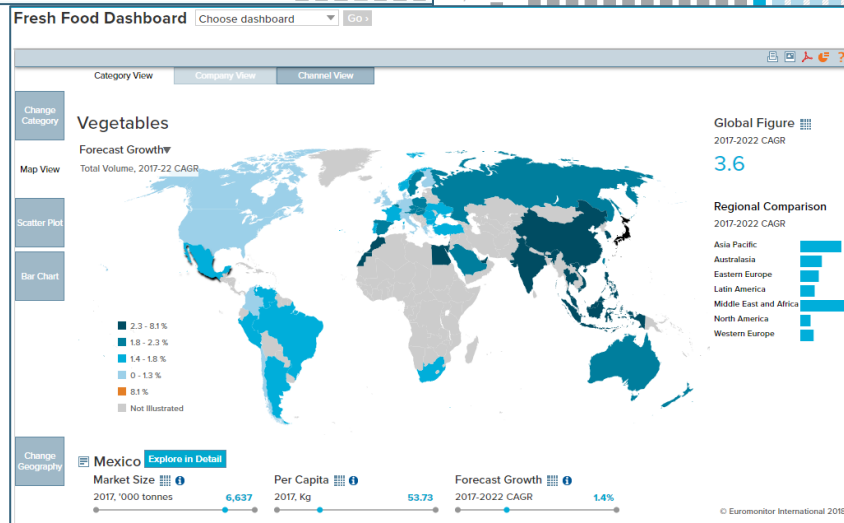 Fresh Food Dashboard
Choose dashboard
Go ›
Category View
Company View
Channel View
Change Category
Map View
Scatter Plot
Bar Chart
Change Geography
Vegetables
Forecast Growth▼
Total Volume, 2017-22 CAGR
2.3 - 8.1 %
1.8 - 2.3 %
1.4 - 1.8 %
0 - 1.3 %
8.1 %
Not Illustrated
Global Figure
2017-2022 CAGR
3.6
Regional Comparison
2017-2022 CAGR
Asia Pacific
Australasia
Eastern Europe
Latin America
Middle East and Africa
North America
Western Europe
Mexico
Explore in Detail
Market Size
2017, '000 tonnes
6,637
Per Capita
2017, Kg
53.73
Forecast Growth
2017-2022 CAGR
1.4%
© Euromonitor International 2018